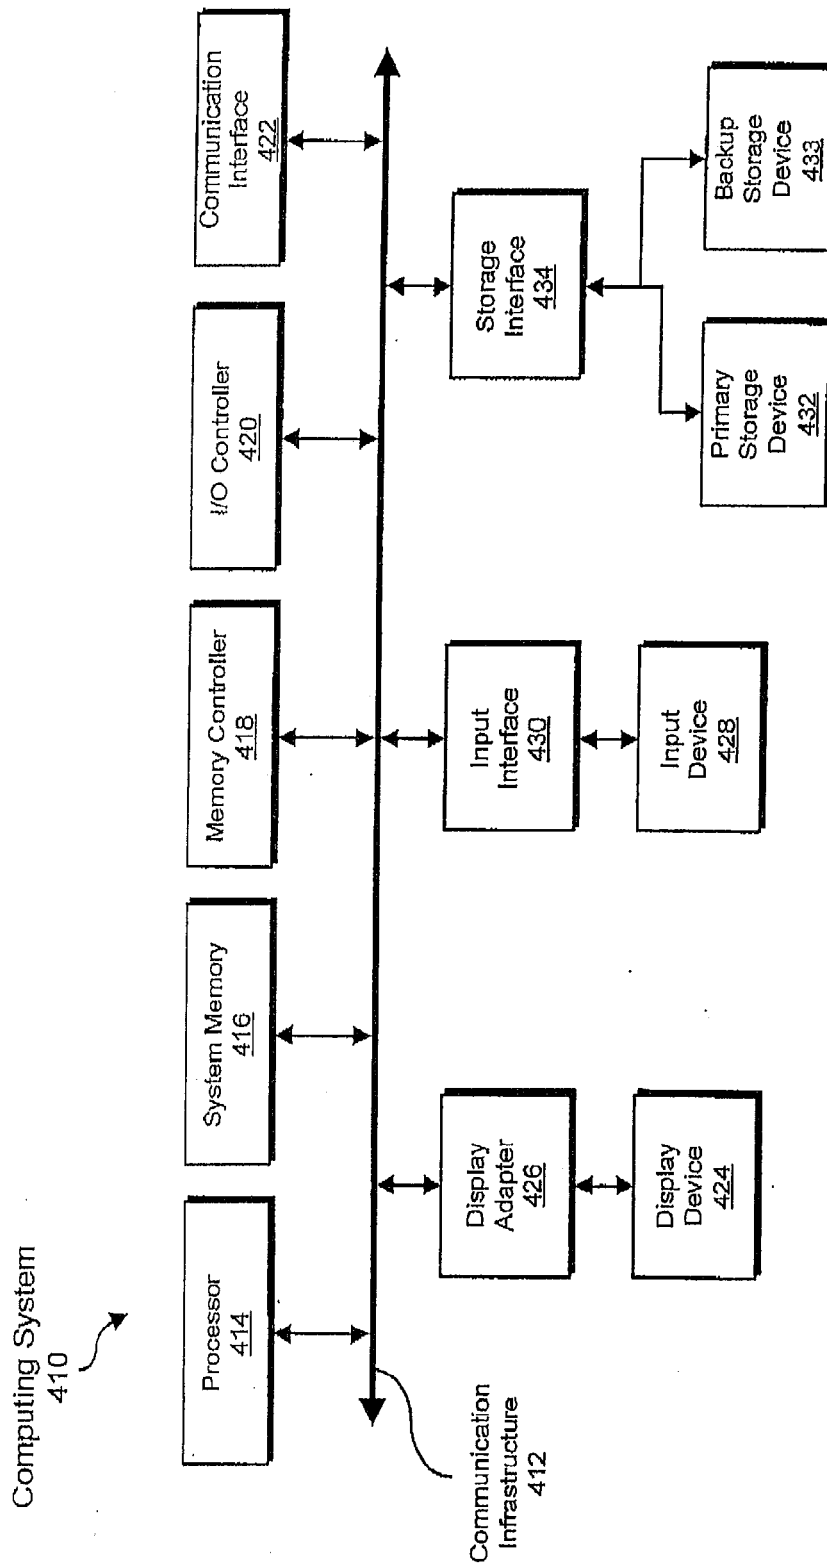 Computing System
410
Processor
414
System Memory
416
Memory Controller
418
I/O Controller
420
Communication
Interface
422
Communication
Infrastructure
412
Display
Adapter
426
Input
Interface
430
Storage
Interface
434
Display
Device
424
Input
Device
428
Primary
Storage
Device
432
Backup
Storage
Device
433